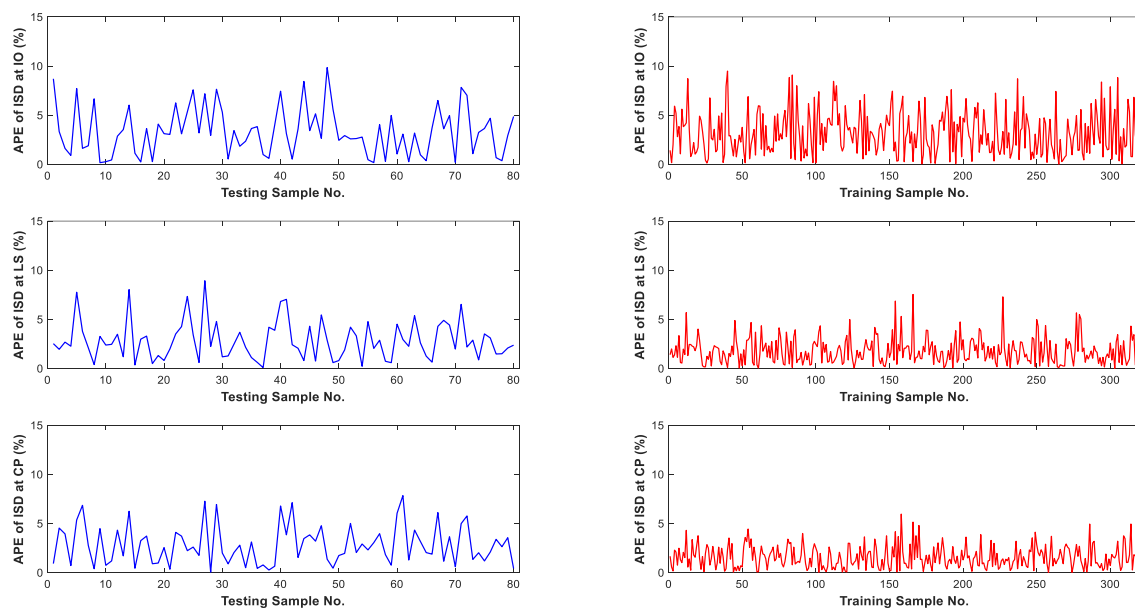 APE of ISD at IO (%)
15
10
5
0
0 10 20 30 40 50 60 70 80
Testing Sample No.
APE of ISD at IO (%)
15
10
5
0
0 50 100 150 200 250 300
Training Sample No.
APE of ISD at LS (%)
15
10
5
0
0 10 20 30 40 50 60 70 80
Testing Sample No.
APE of ISD at LS (%)
15
10
5
0
0 50 100 150 200 250 300
Training Sample No.
APE of ISD at CP (%)
15
10
5
0
0 10 20 30 40 50 60 70 80
Testing Sample No.
APE of ISD at CP (%)
15
10
5
0
0 50 100 150 200 250 300
Training Sample No.